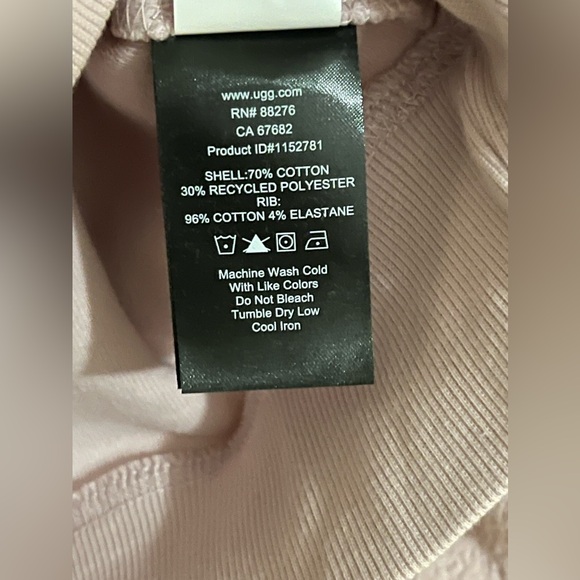 www.ugg.com
RN# 88276
CA 67682
Product ID#1152781
SHELL:70% COTTON
30% RECYCLED POLYESTER
RIB:
96% COTTON 4% ELASTANE
Machine Wash Cold
With Like Colors
Do Not Bleach
Tumble Dry Low
Cool Iron